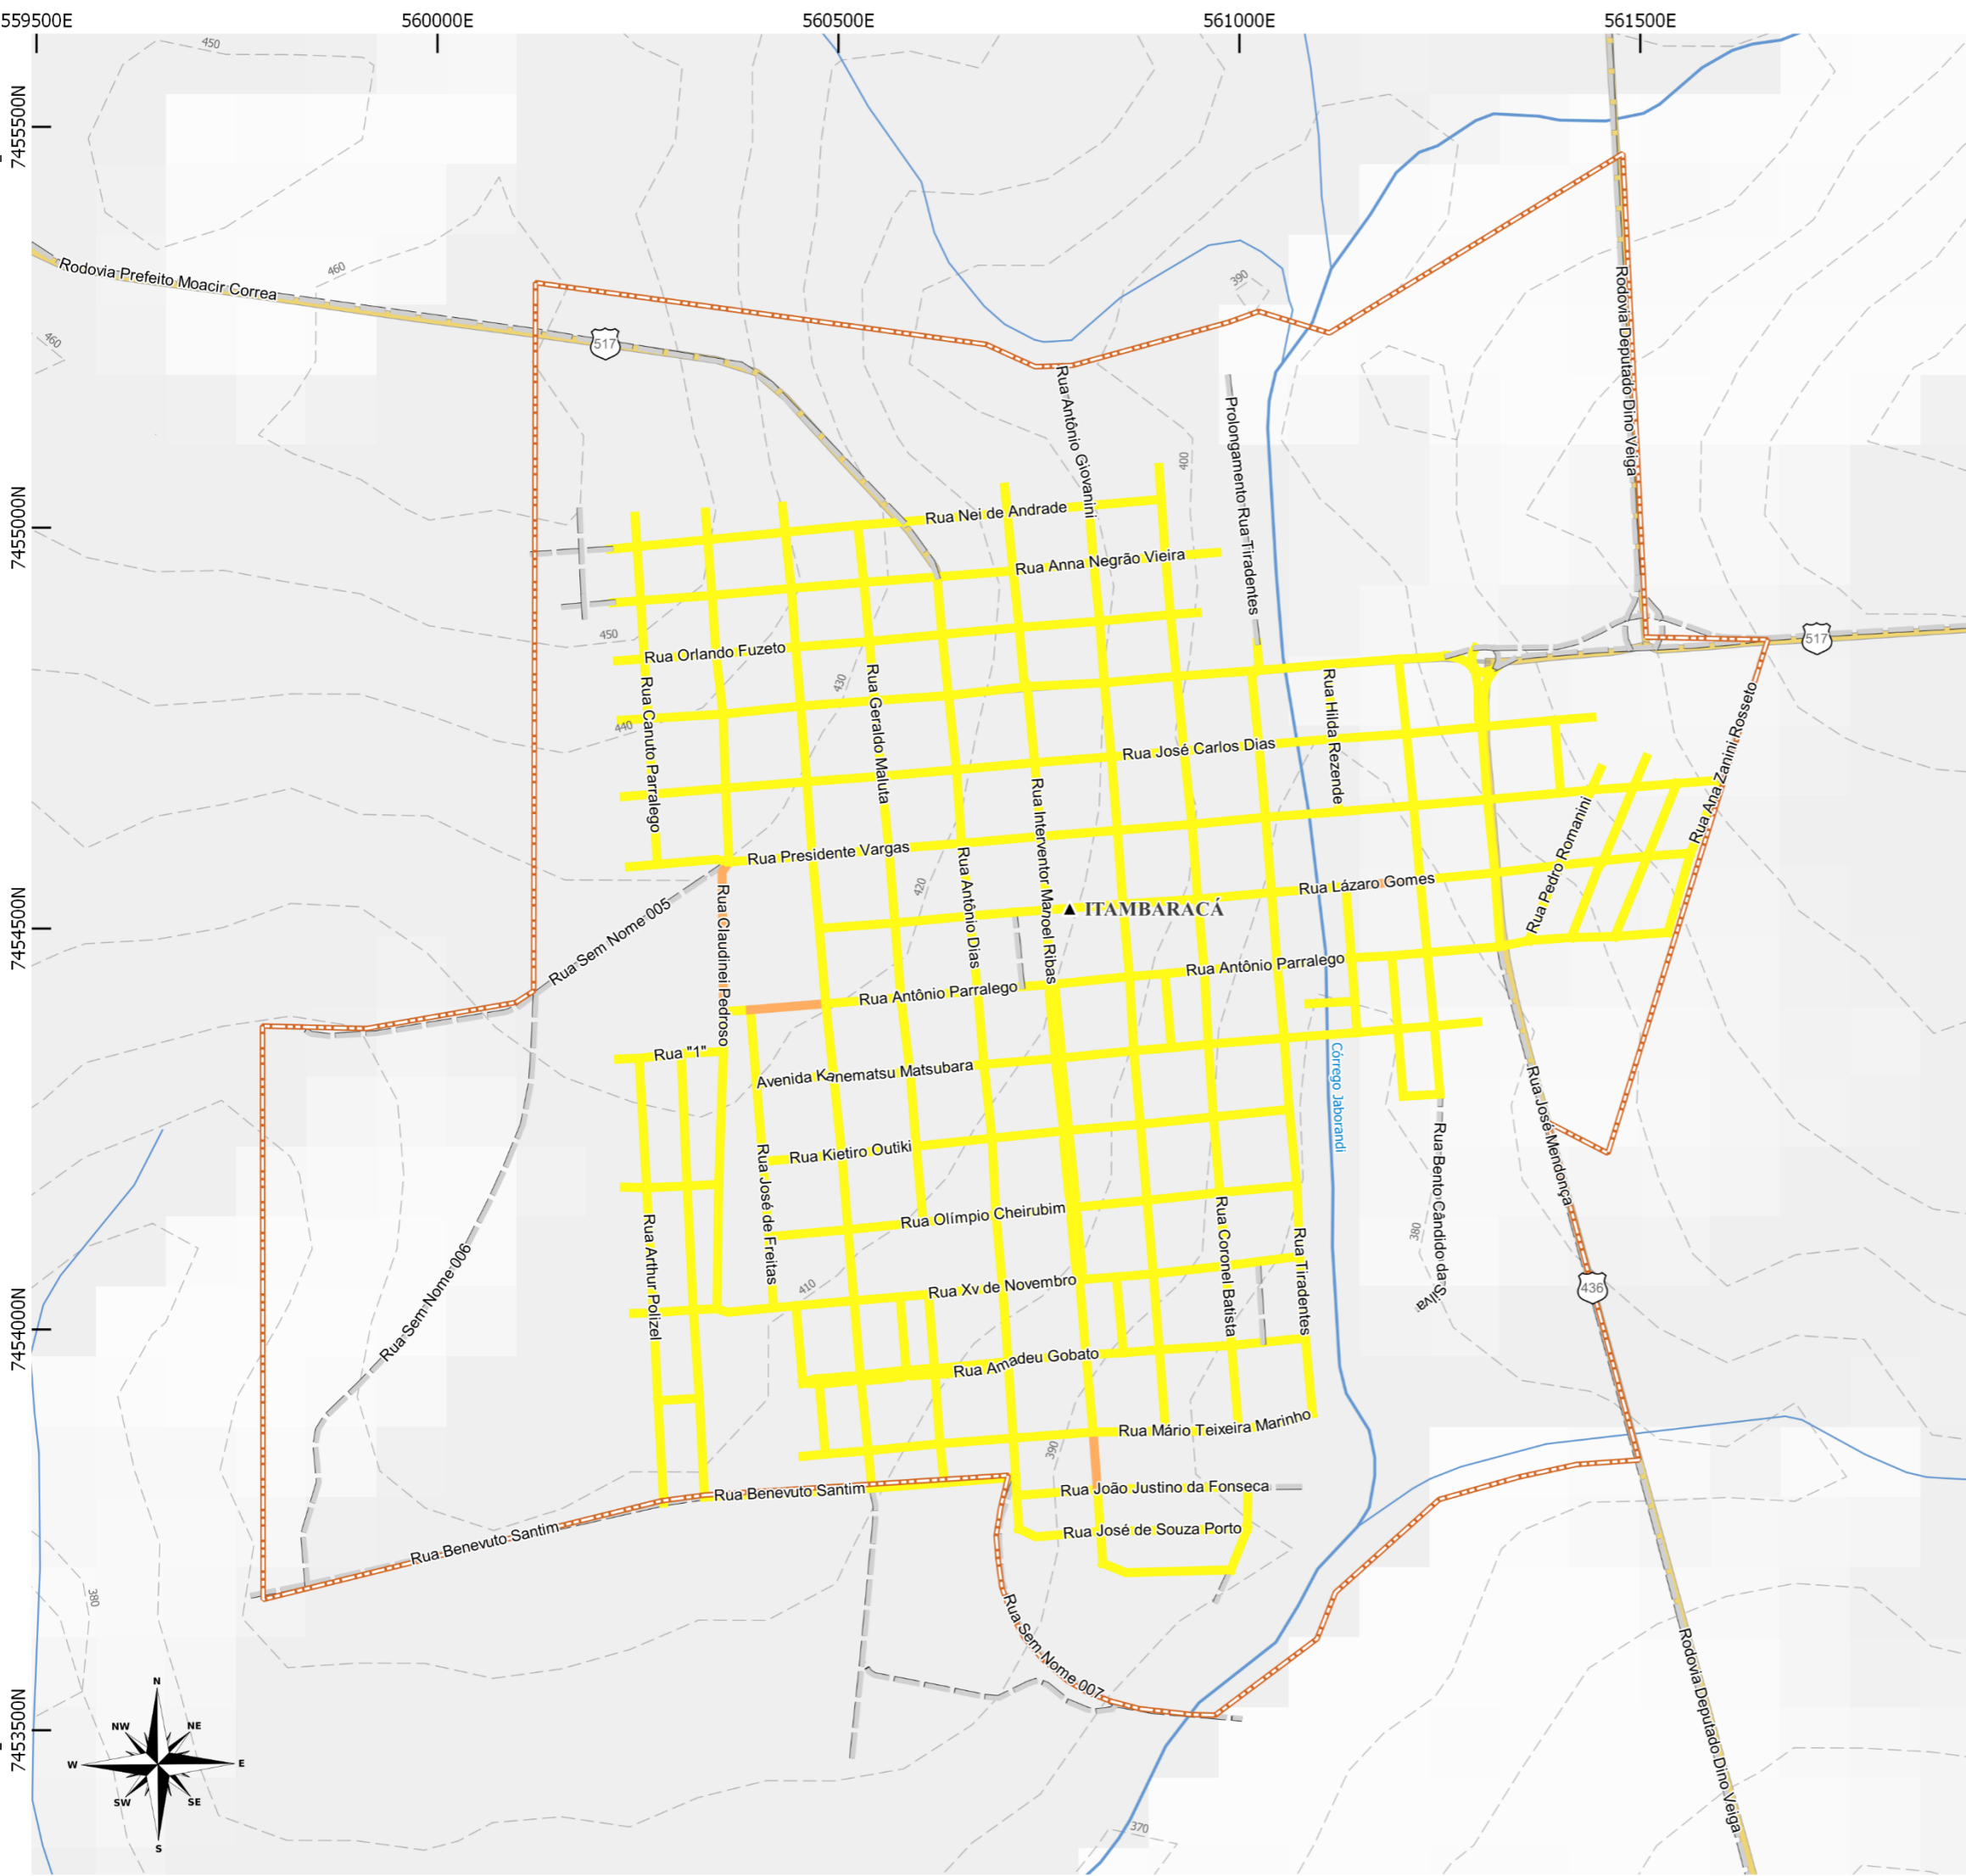 559500E
560000E
560500E
561000E
561500E
7455500N
7455000N
7454500N
7454000N
7453500N
450
460
460
390
400
450
440
430
420
410
390
380
380
370
Rodovia Prefeito Moacir Correa
517
Rodovia Deputado Dino Veiga
Rua Antônio Giovanini
Prolongamento Rua Tiradentes
Rua Nei de Andrade
Rua Anna Negrão Vieira
Rua Orlando Fuzeto
517
Rua Canuto Parralego
Rua Geraldo Maluta
Rua Hilda Rezende
Rua Ana Zanini Rosseto
Rua José Carlos Dias
Rua Interventor Manoel Ribas
Rua Pedro Romanini
Rua Presidente Vargas
Rua Antônio Dias
Rua Lázaro Gomes
Rua Claudinei Pedroso
Rua Sem Nome 005
ITAMBARACÁ
Rua Antônio Parralego
Rua Antônio Parralego
Rua "1"
Avenida Kanematsu Matsubara
Córrego Jaborandi
Rua José Mendonça
Rua Kietiro Outiki
Rua José de Freitas
Rua Bento Cândido da Silva
Rua Olímpio Cheirubim
Rua Arthur Polizel
Rua Coronel Batista
Rua Tiradentes
Rua Sem Nome 006
Rua Xv de Novembro
436
Rua Amadeu Gobato
Rua Mário Teixeira Marinho
Rua Benevuto Santim
Rua João Justino da Fonseca
Rua Benevuto Santim
Rua José de Souza Porto
Rua Sem Nome 007
Rodovia Deputado Dino Veiga
N
NW
NE
W
E
SW
SE
S